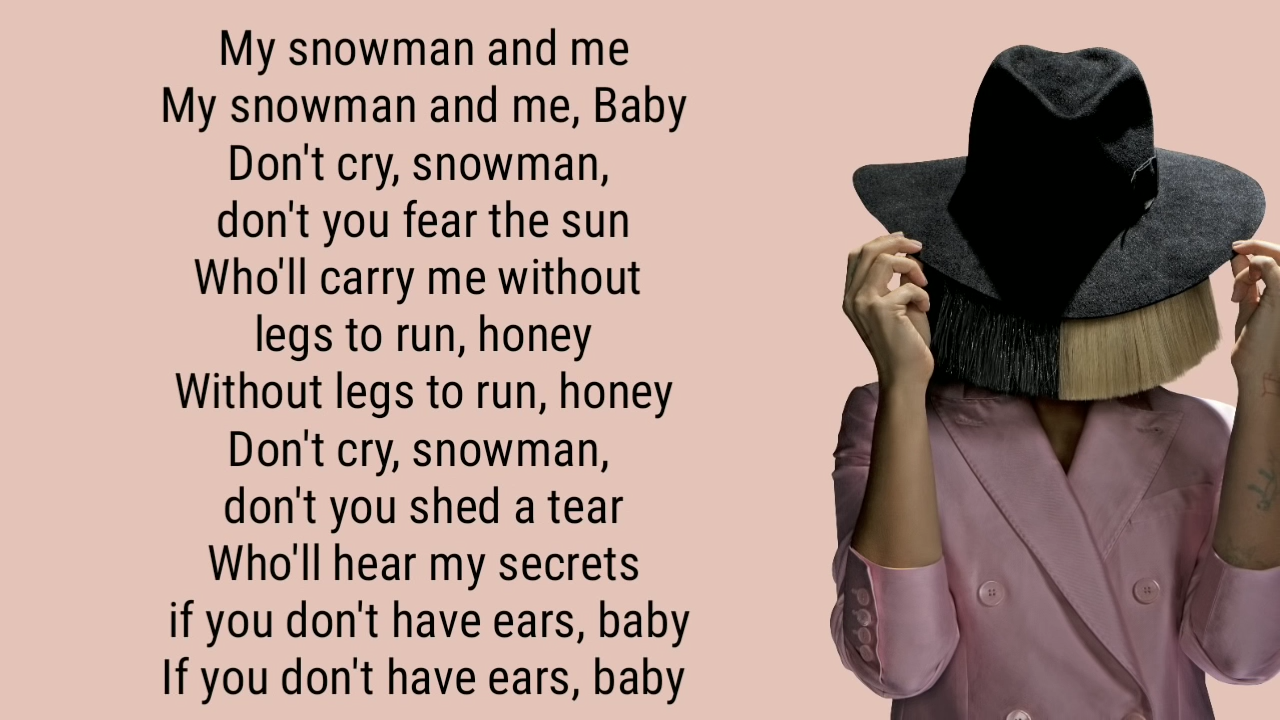 My snowman and me
My snowman and me, Baby
Don't cry, snowman,
don't you fear the sun
Who'll carry me without
legs to run, honey
Without legs to run, honey
Don't cry, snowman,
don't you shed a tear
Who'll hear my secrets
if you don't have ears, baby
If you don't have ears, baby